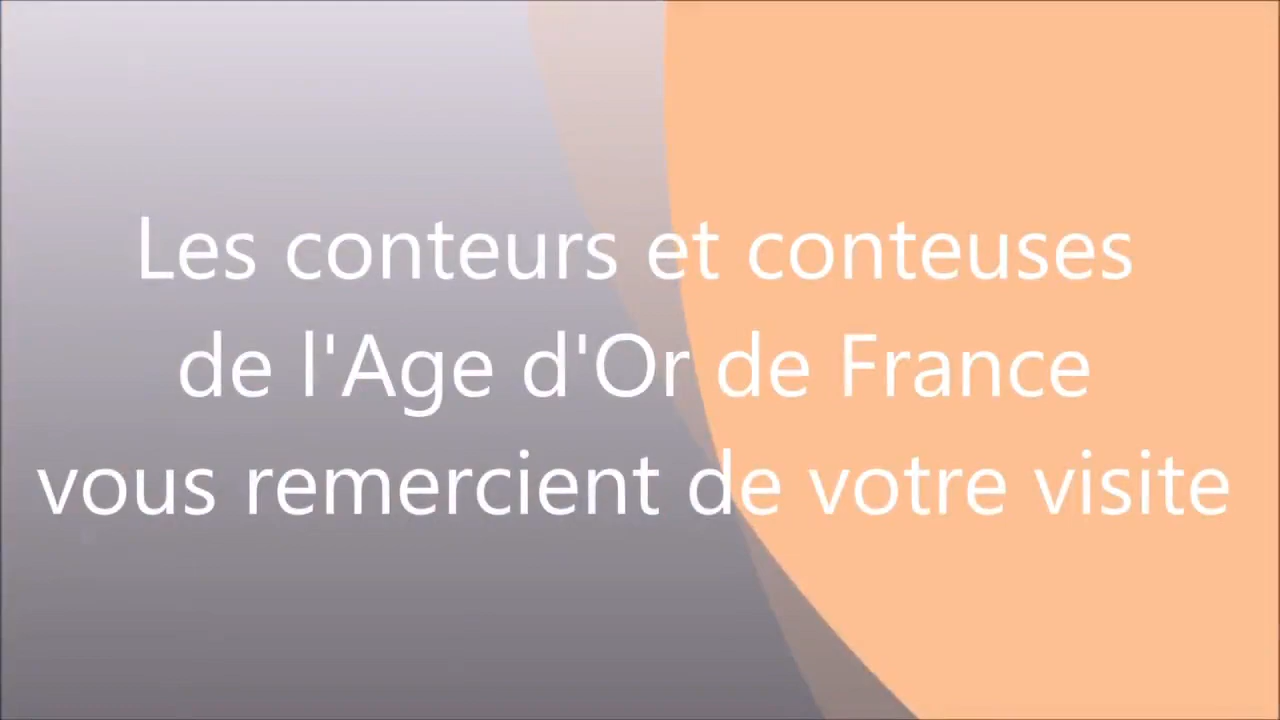 Les conteurs et conteuses
de l'Age d'Or de France
vous remercient de votre visite